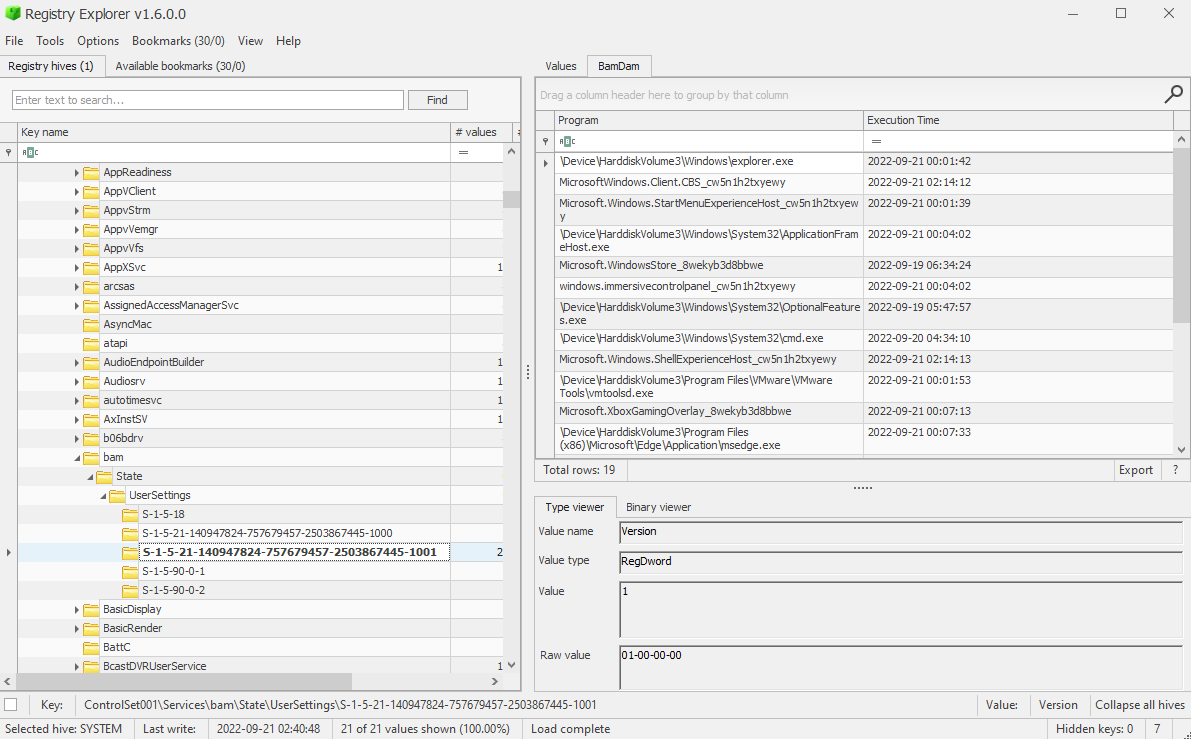 Registry Explorer v1.6.0.0
File Tools Options Bookmarks (30/0) View Help
Registry hives (1) Available bookmarks (30/0)
Enter text to search... Find
Key name # values
=
AppReadiness
AppVClient
AppvStrm
AppvVemgr
AppvVfs
AppXSvc 1
arcsas
AssignedAccessManagerSvc
AsyncMac
atapi
AudioEndpointBuilder 1
Audiosrv 1
autotimesvc 1
AxInstSV 1
b06bdrv
bam
State
UserSettings
S-1-5-18
S-1-5-21-140947824-757679457-2503867445-1000
S-1-5-21-140947824-757679457-2503867445-1001 2
S-1-5-90-0-1
S-1-5-90-0-2
BasicDisplay
BasicRender
BattC
BcastDVRUserService 1
Values BamDam
Drag a column header here to group by that column
Program Execution Time
=
\Device\HarddiskVolume3\Windows\explorer.exe 2022-09-21 00:01:42
MicrosoftWindows.Client.CBS_cw5n1h2txyewy 2022-09-21 02:14:12
Microsoft.Windows.StartMenuExperienceHost_cw5n1h2txyew 2022-09-21 00:01:39
y
\Device\HarddiskVolume3\Windows\System32\ApplicationFram 2022-09-21 00:04:02
eHost.exe
Microsoft.WindowsStore_8wekyb3d8bbwe 2022-09-19 06:34:24
windows.immersivecontrolpanel_cw5n1h2txyewy 2022-09-21 00:04:02
\Device\HarddiskVolume3\Windows\System32\OptionalFeature 2022-09-19 05:47:57
s.exe
\Device\HarddiskVolume3\Windows\System32\cmd.exe 2022-09-20 04:34:10
Microsoft.Windows.ShellExperienceHost_cw5n1h2txyewy 2022-09-21 02:14:13
\Device\HarddiskVolume3\Program Files\VMware\VMware 2022-09-21 00:01:53
Tools\vmtoolsd.exe
Microsoft.XboxGamingOverlay_8wekyb3d8bbwe 2022-09-21 00:07:13
\Device\HarddiskVolume3\Program Files 2022-09-21 00:07:33
(x86)\Microsoft\Edge\Application\msedge.exe
Total rows: 19 Export ?
Type viewer Binary viewer
Value name Version
Value type RegDword
Value 1
Raw value 01-00-00-00
Key: ControlSet001\Services\bam\State\UserSettings\S-1-5-21-140947824-757679457-2503867445-1001 Value: Version Collapse all hives
Selected hive: SYSTEM Last write: 2022-09-21 02:40:48 21 of 21 values shown (100.00%) Load complete Hidden keys: 0 7